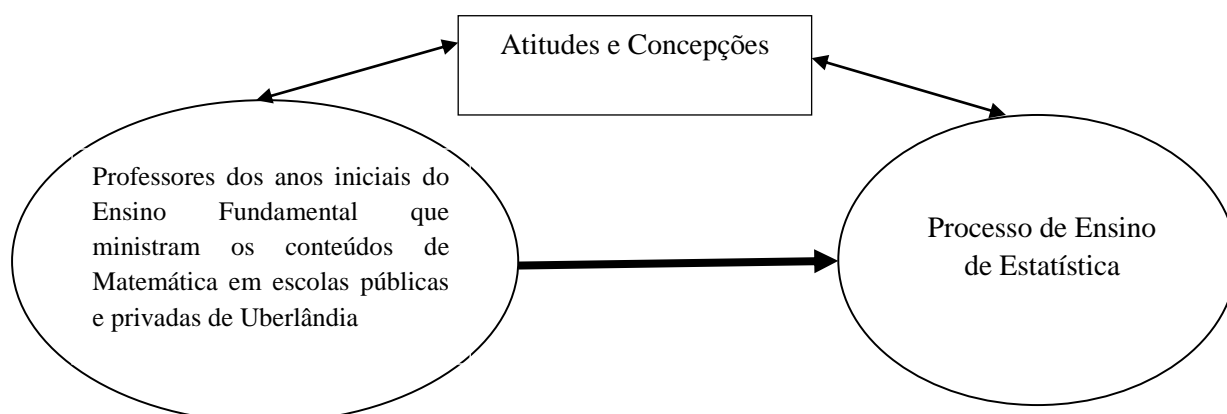 Atitudes e Concepções
Professores dos anos iniciais do
Ensino Fundamental que
ministram os conteúdos de
Matemática em escolas públicas
e privadas de Uberlândia
Processo de Ensino
de Estatística